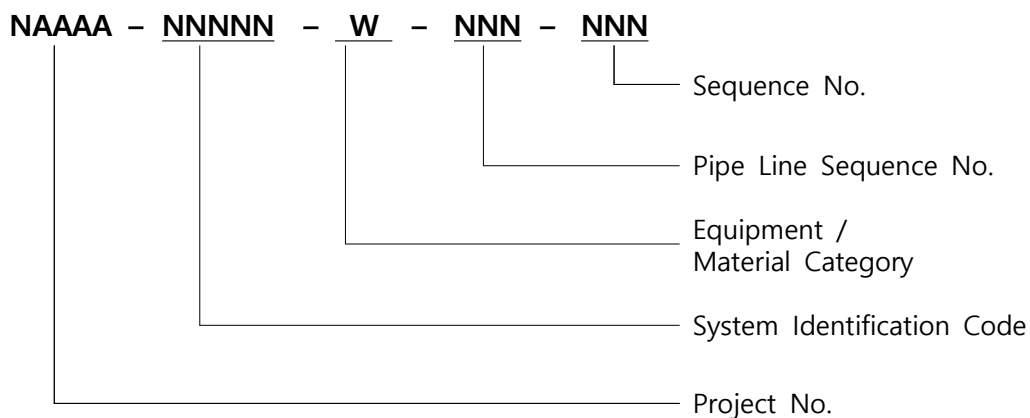 NAAAA – NNNNN – W – NNN – NNN
Sequence No.
Pipe Line Sequence No.
Equipment /
Material Category
System Identification Code
Project No.